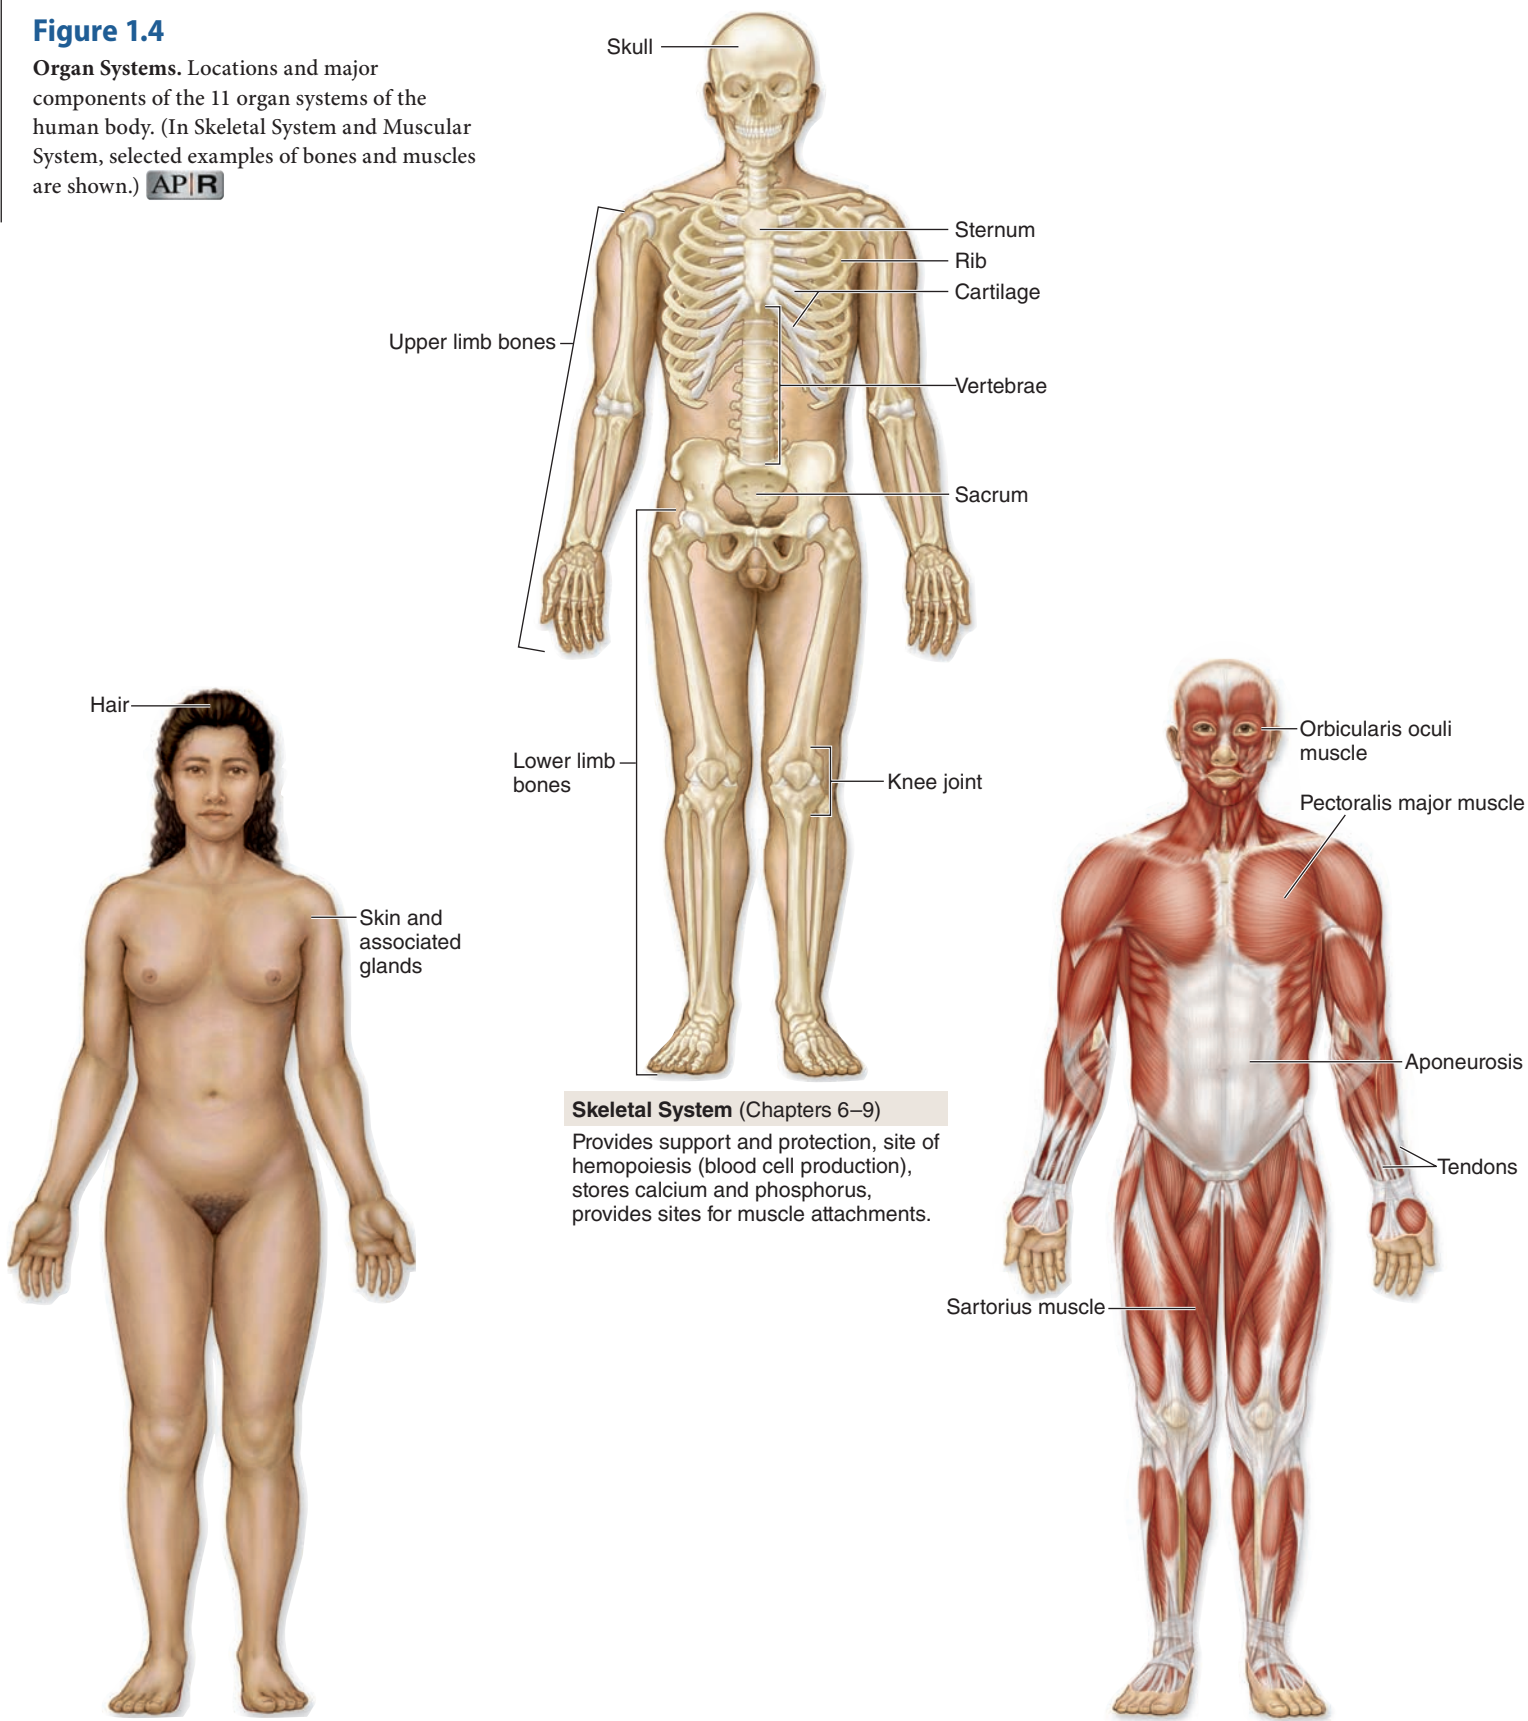 Figure 1.4
Organ Systems. Locations and major
components of the 11 organ systems of the
human body. (In Skeletal System and Muscular
System, selected examples of bones and muscles
are shown.) AP|R
Skull
Sternum
Rib
Cartilage
Upper limb bones
Vertebrae
Sacrum
Hair
Lower limb
bones
Knee joint
Orbicularis oculi
muscle
Pectoralis major muscle
Skin and
associated
glands
Aponeurosis
Skeletal System (Chapters 6–9)
Provides support and protection, site of
hemopoiesis (blood cell production),
stores calcium and phosphorus,
provides sites for muscle attachments.
Tendons
Sartorius muscle